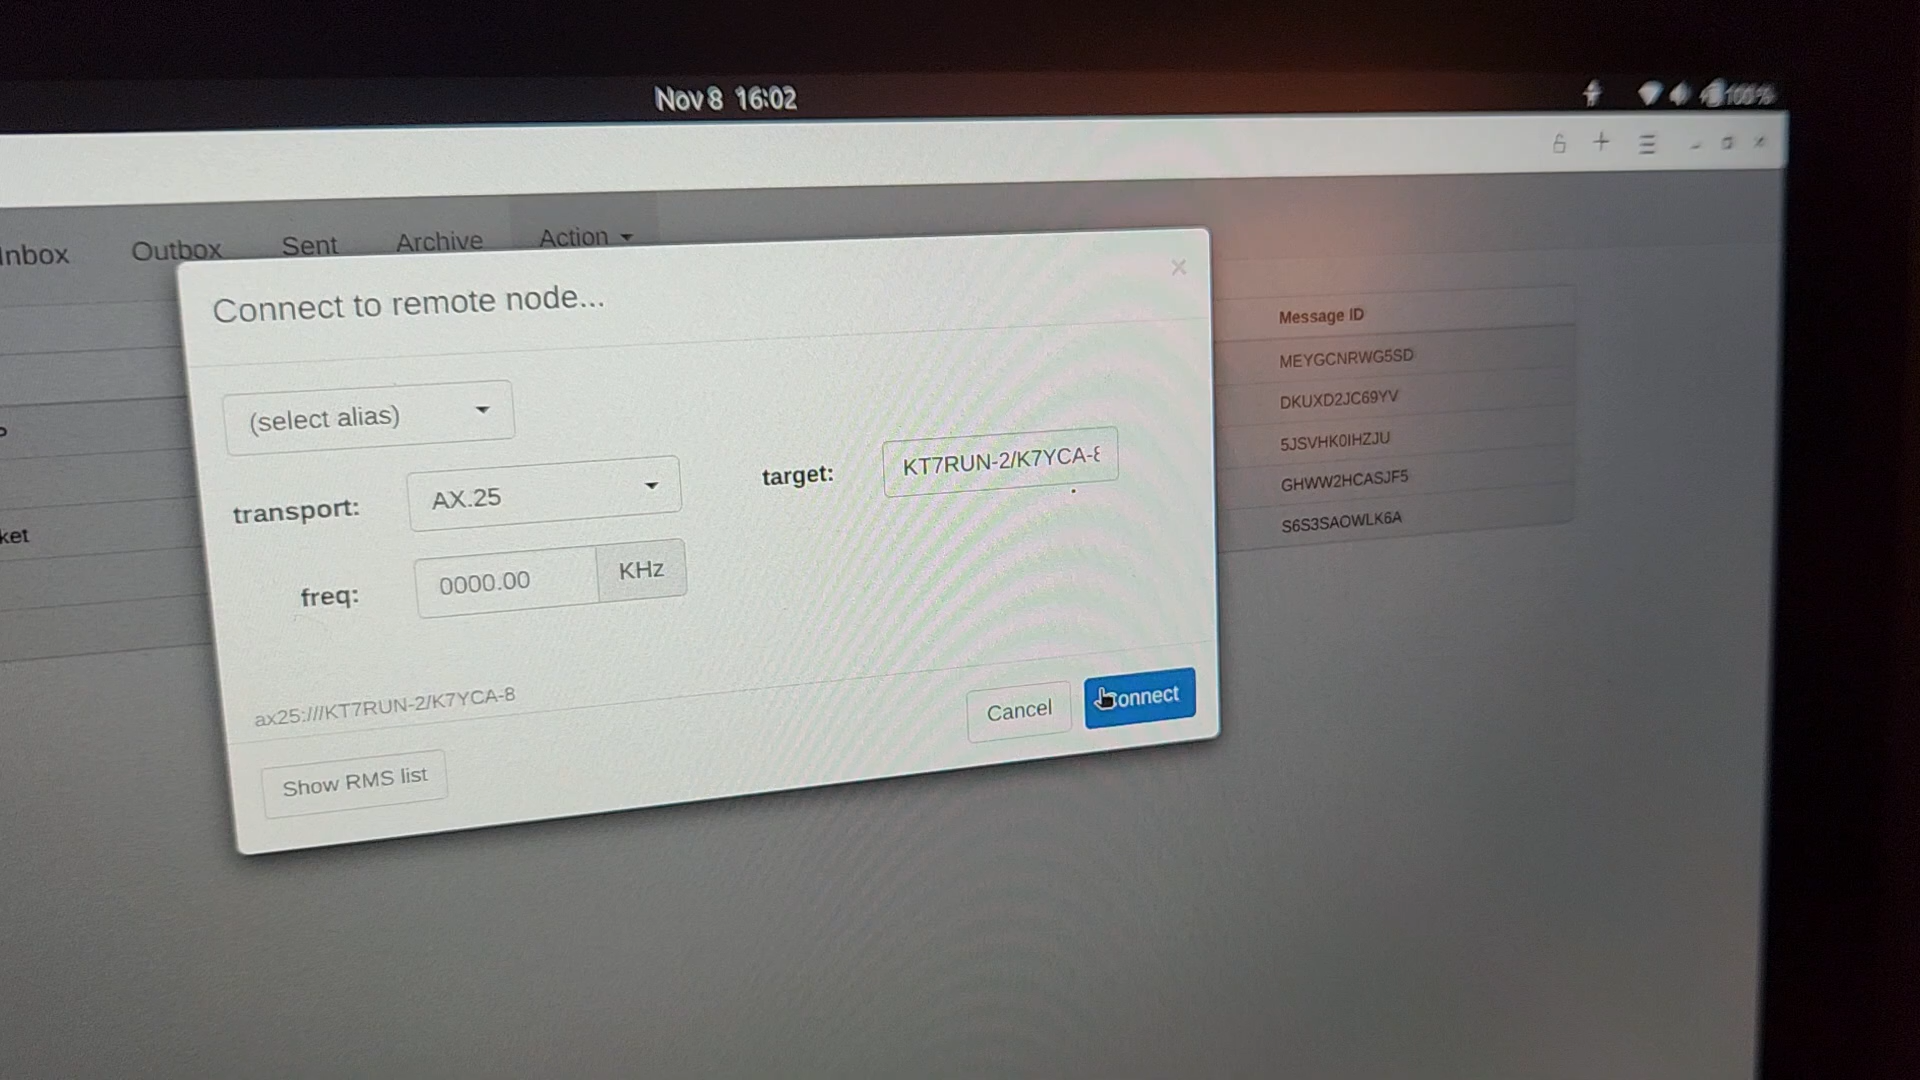 Nov 8 16:02
100%
Inbox Outbox Sent Archive Action
Connect to remote node...
(select alias)
transport: AX.25
target: KT7RUN-2/K7YCA-8
freq: 0000.00 KHz
ax25:///KT7RUN-2/K7YCA-8
Cancel Connect
Show RMS list
Message ID
MEYGCNRWG5SD
DKUXD2JC69YV
5JSVHK0IHZJU
GHWW2HCASJF5
S6S3SAOWLK6A
ket